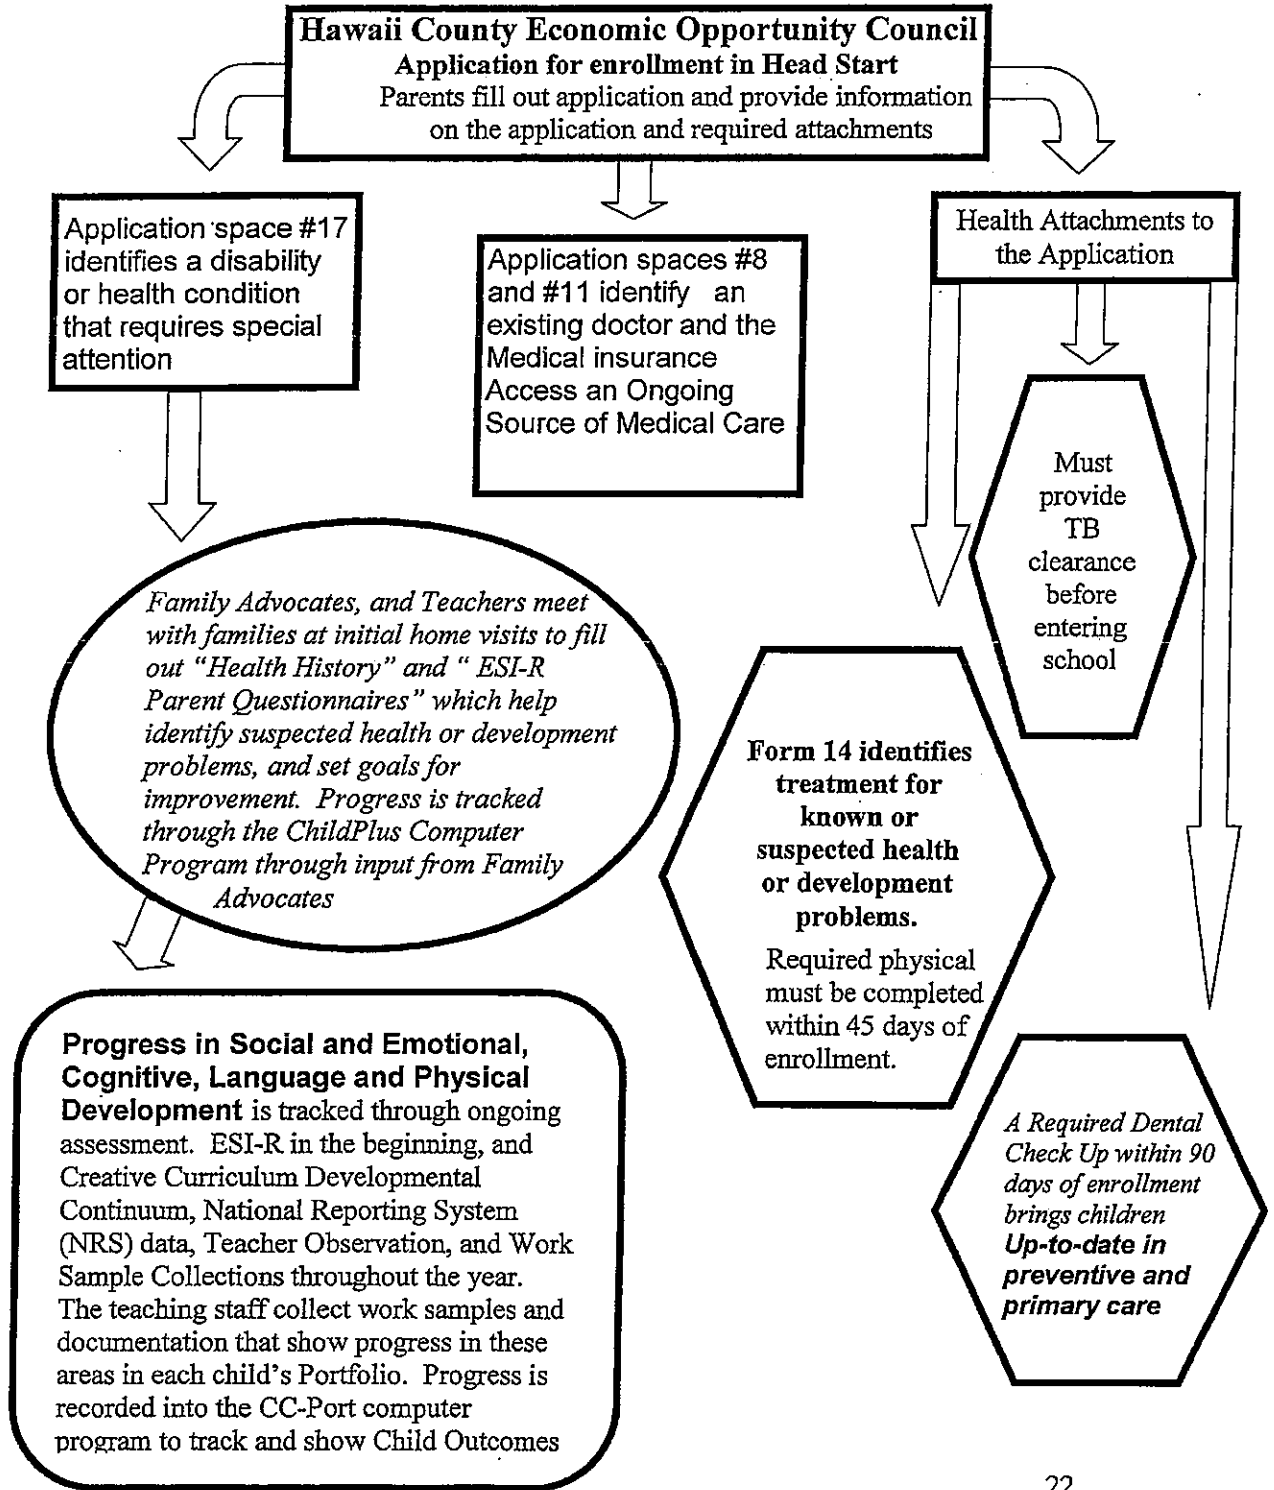 Hawaii County Economic Opportunity Council
Application for enrollment in Head Start
Parents fill out application and provide information
on the application and required attachments
Application space #17
identifies a disability
or health condition
that requires special
attention
Application spaces #8
and #11 identify an
existing doctor and the
Medical insurance
Access an Ongoing
Source of Medical Care
Health Attachments to
the Application
Must
provide
TB
clearance
before
entering
school
Family Advocates, and Teachers meet
with families at initial home visits to fill
out "Health History" and " ESI-R
Parent Questionnaires" which help
identify suspected health or development
problems, and set goals for
improvement. Progress is tracked
through the ChildPlus Computer
Program through input from Family
Advocates
Form 14 identifies
treatment for
known or
suspected health
or development
problems.
Required physical
must be completed
within 45 days of
enrollment.
Progress in Social and Emotional,
Cognitive, Language and Physical
Development is tracked through ongoing
assessment. ESI-R in the beginning, and
Creative Curriculum Developmental
Continuum, National Reporting System
(NRS) data, Teacher Observation, and Work
Sample Collections throughout the year.
The teaching staff collect work samples and
documentation that show progress in these
areas in each child's Portfolio. Progress is
recorded into the CC-Port computer
program to track and show Child Outcomes
A Required Dental
Check Up within 90
days of enrollment
brings children
Up-to-date in
preventive and
primary care
22